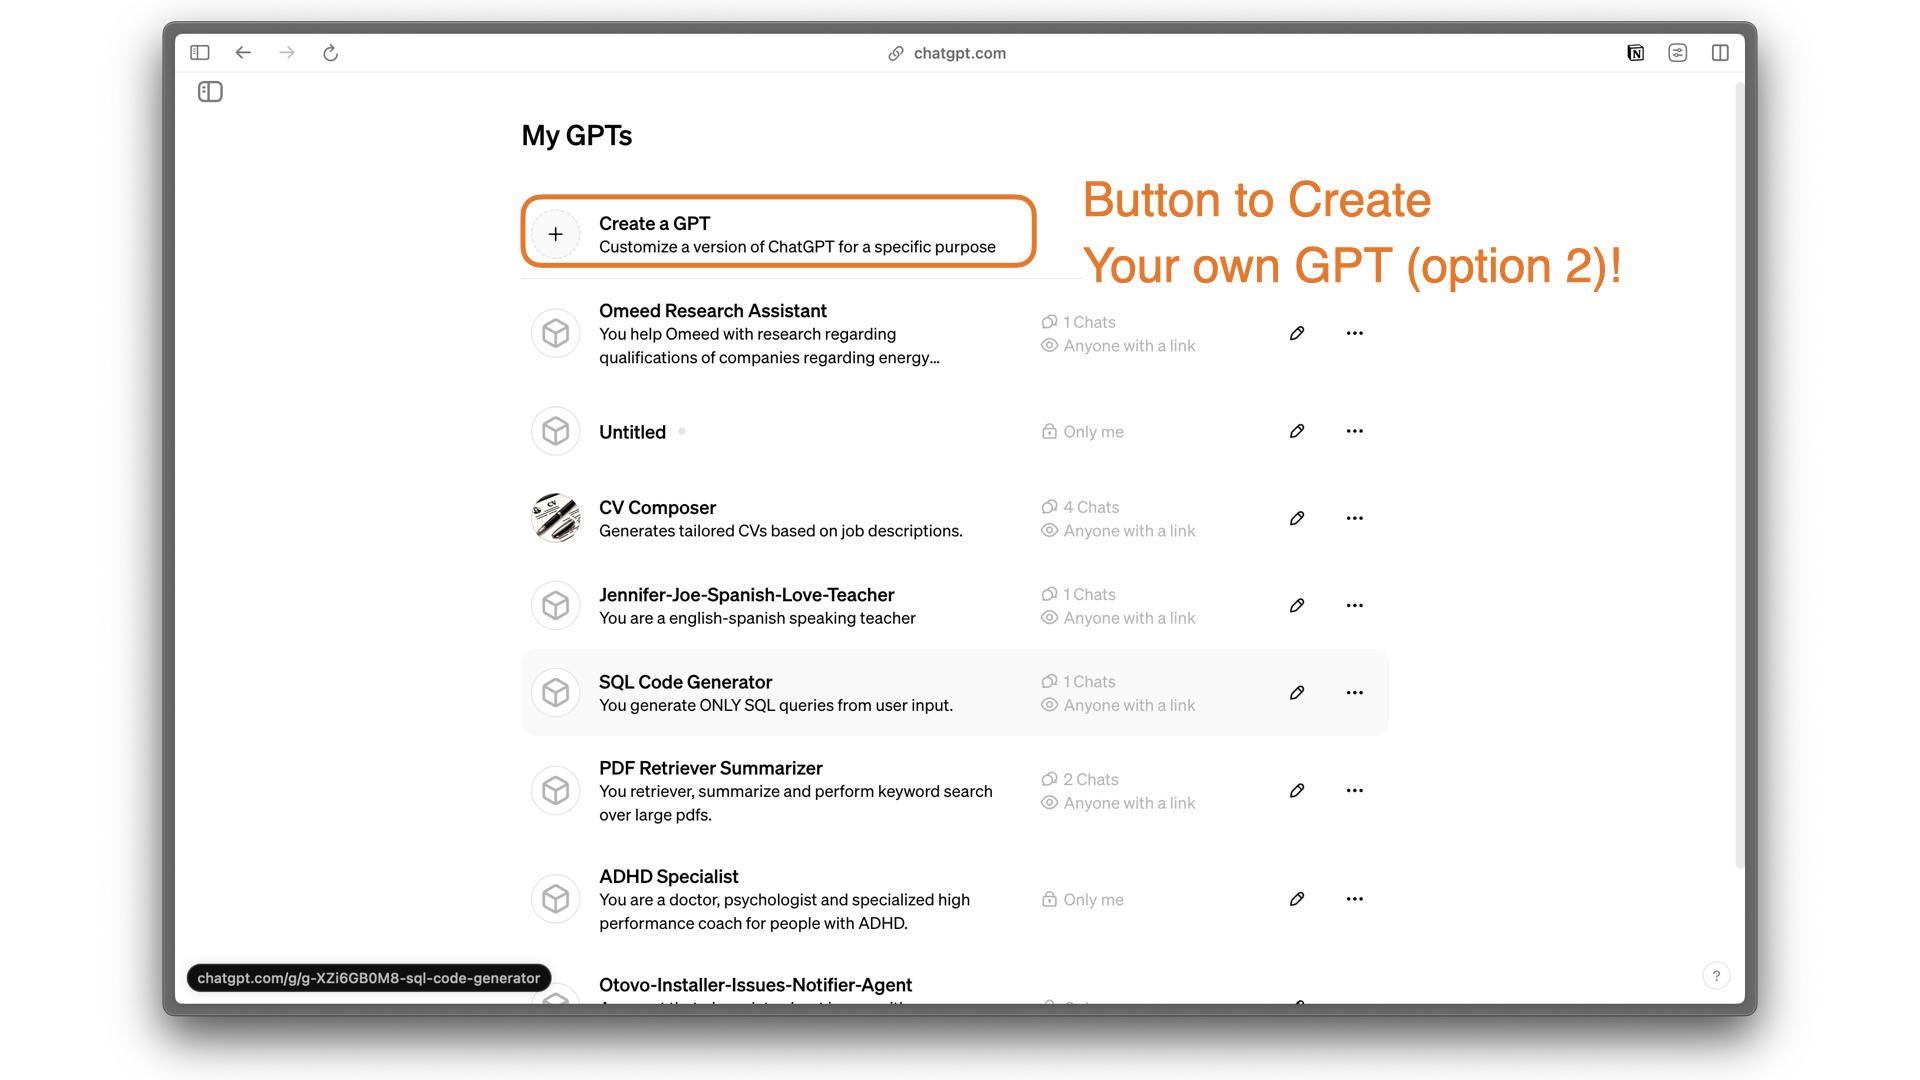 chatgpt.com
My GPTs
Create a GPT
Customize a version of ChatGPT for a specific purpose
Button to Create
Your own GPT (option 2)!
Omeed Research Assistant
You help Omeed with research regarding
qualifications of companies regarding energy...
1 Chats
Anyone with a link
Untitled
Only me
CV Composer
Generates tailored CVs based on job descriptions.
4 Chats
Anyone with a link
Jennifer-Joe-Spanish-Love-Teacher
You are a english-spanish speaking teacher
1 Chats
Anyone with a link
SQL Code Generator
You generate ONLY SQL queries from user input.
1 Chats
Anyone with a link
PDF Retriever Summarizer
You retriever, summarize and perform keyword search
over large pdfs.
2 Chats
Anyone with a link
ADHD Specialist
You are a doctor, psychologist and specialized high
performance coach for people with ADHD.
Only me
Otovo-Installer-Issues-Notifier-Agent
chatgpt.com/g/g-XZi6GB0M8-sql-code-generator
?